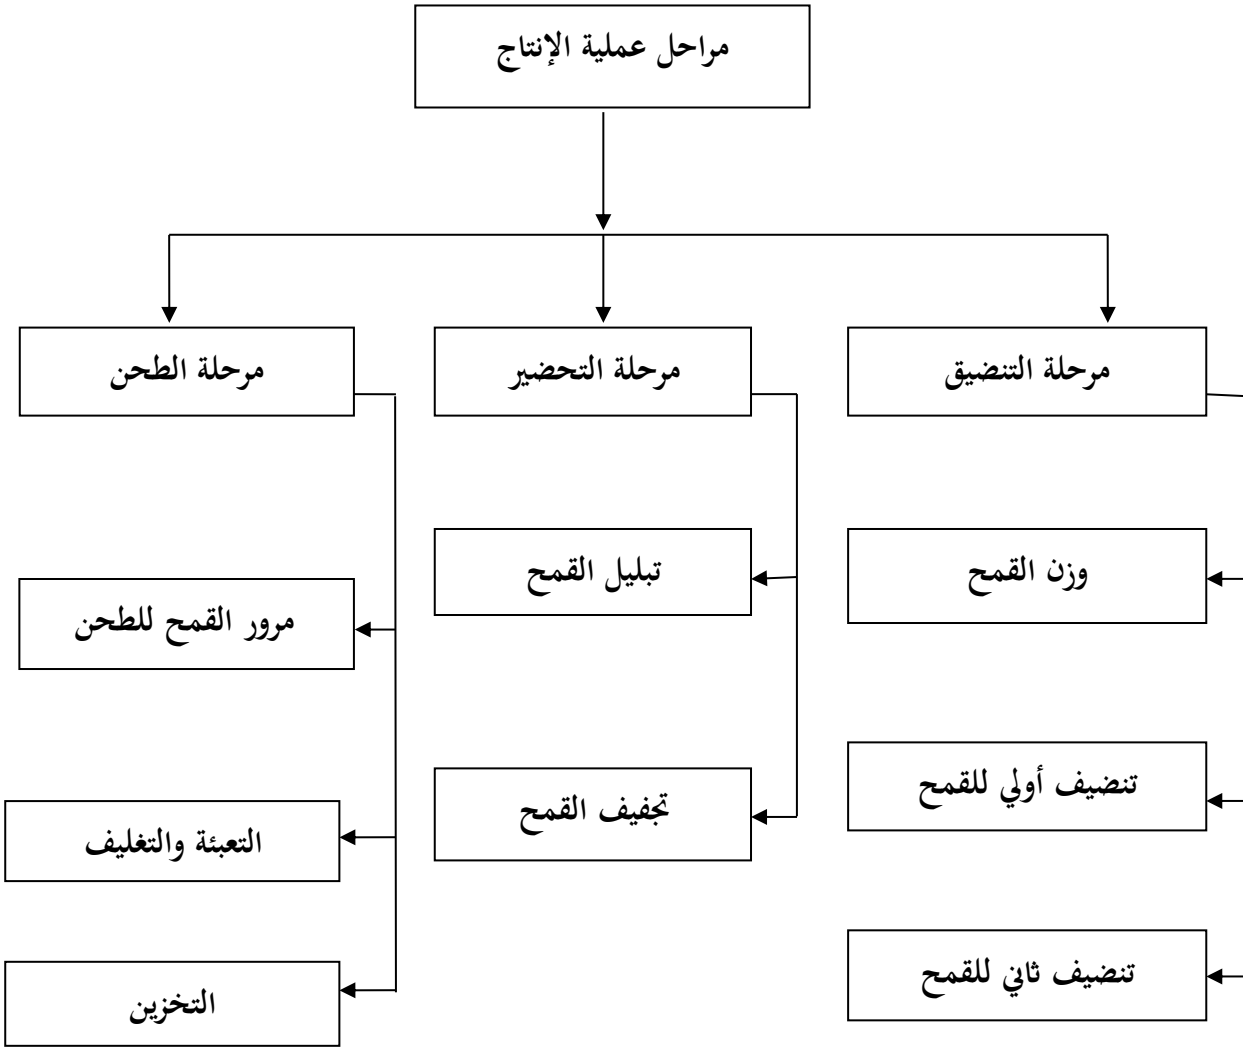 مراحل عملية الإنتاج
مرحلة التنضيق
مرحلة التحضير
مرحلة الطحن
وزن القمح
تبليل القمح
مرور القمح للطحن
تنضيف أولي للقمح
تجفيف القمح
التعبئة والتغليف
تنضيف ثاني للقمح
التخزين